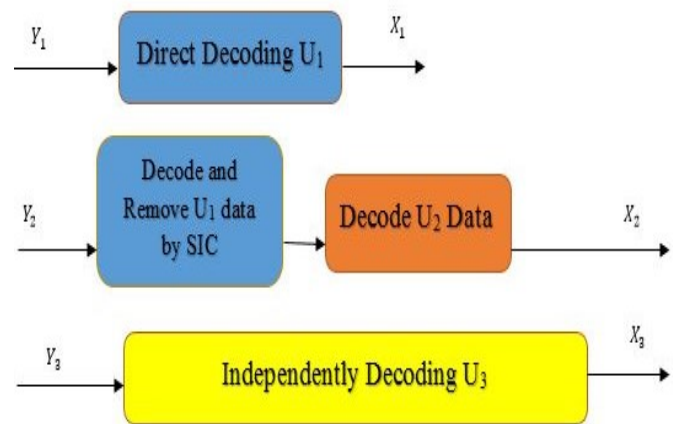 Y₁
Direct Decoding U₁
X₁
Y₂
Decode and
Remove U₁ data
by SIC
Decode U₂ Data
X₂
Y₃
Independently Decoding U₃
X₃